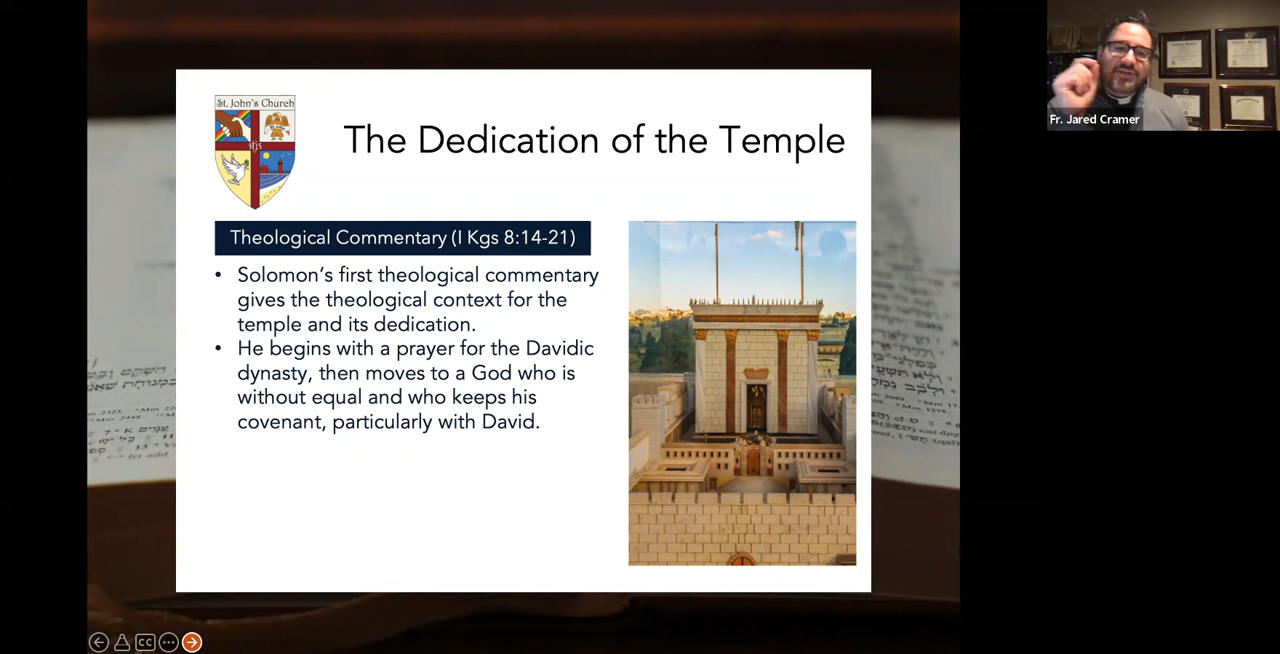 St. John's Church
The Dedication of the Temple
Theological Commentary (I Kgs 8:14-21)
• Solomon's first theological commentary
gives the theological context for the
temple and its dedication.
• He begins with a prayer for the Davidic
dynasty, then moves to a God who is
without equal and who keeps his
covenant, particularly with David.
Fr. Jared Cramer
CC